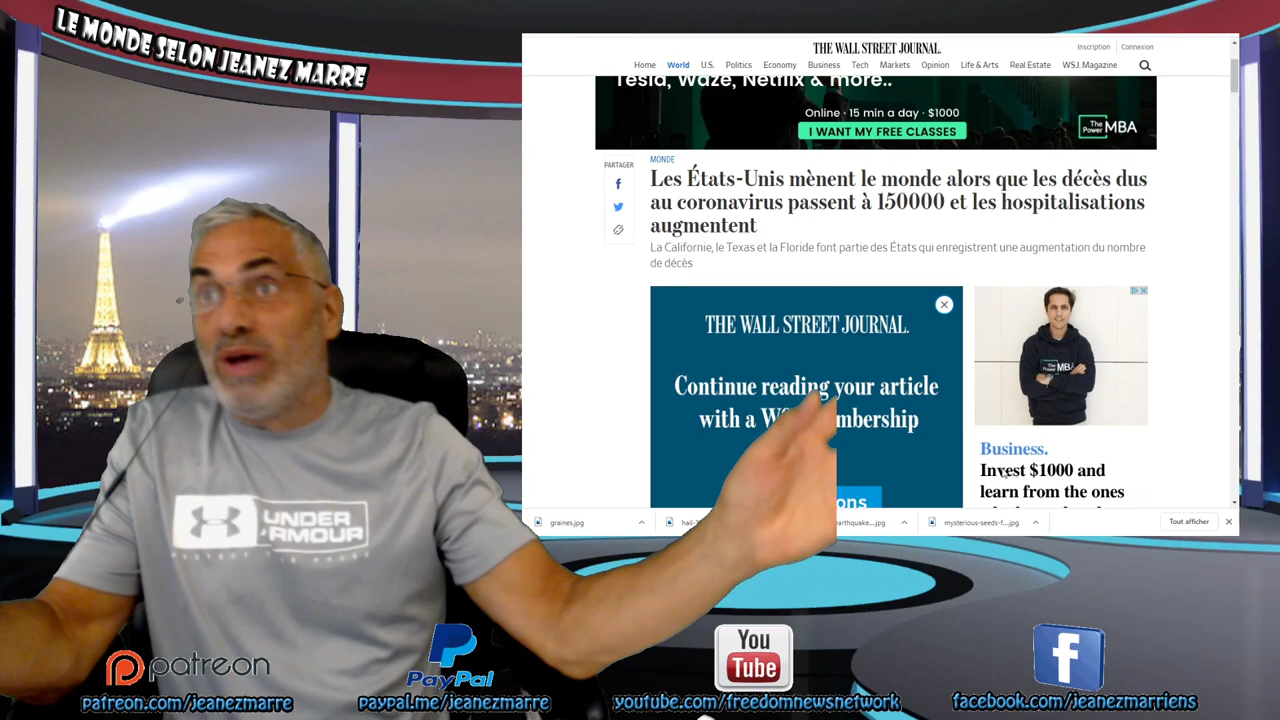 LE MONDE SELON JEANEZ MARRE
THE WALL STREET JOURNAL.
Inscription
Connexion
Home World U.S. Politics Economy Business Tech Markets Opinion Life & Arts Real Estate WSJ. Magazine
Tesla, Waze, Netflix & more..
Online · 15 min a day · $1000
I WANT MY FREE CLASSES
The Power MBA
PARTAGER
MONDE
Les États-Unis mènent le monde alors que les décès dus
au coronavirus passent à 150000 et les hospitalisations
augmentent
La Californie, le Texas et la Floride font partie des États qui enregistrent une augmentation du nombre
de décès
THE WALL STREET JOURNAL.
Continue reading your article
with a
ons
Business.
Invest $1000 and
learn from the ones
graines.jpg
Tout afficher
UNDER
ARMOUR
patreon
PayPal
You
Tube
patreon.com/jeanezmarre
paypal.me/jeanezmarre
youtube.com/freedomnewsnetwork
facebook.com/jeanezmarriens